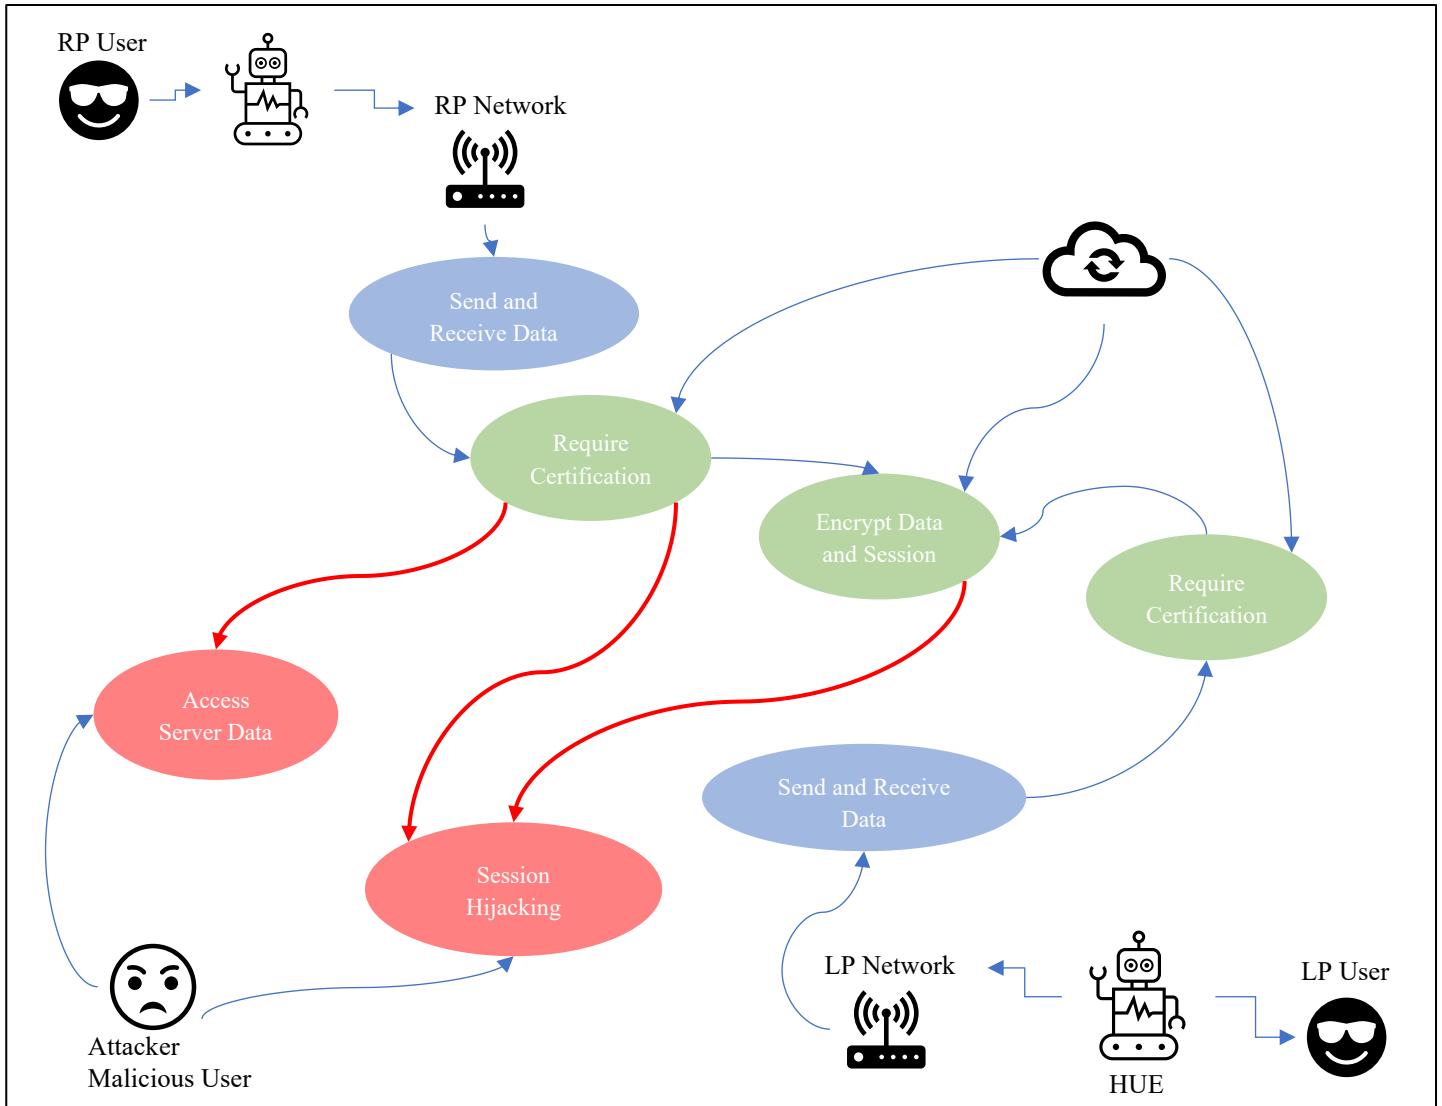 RP User
RP Network
Send and
Receive Data
Require
Certification
Encrypt Data
and Session
Require
Certification
Access
Server Data
Send and Receive
Data
Session
Hijacking
LP Network
LP User
Attacker
Malicious User
HUE